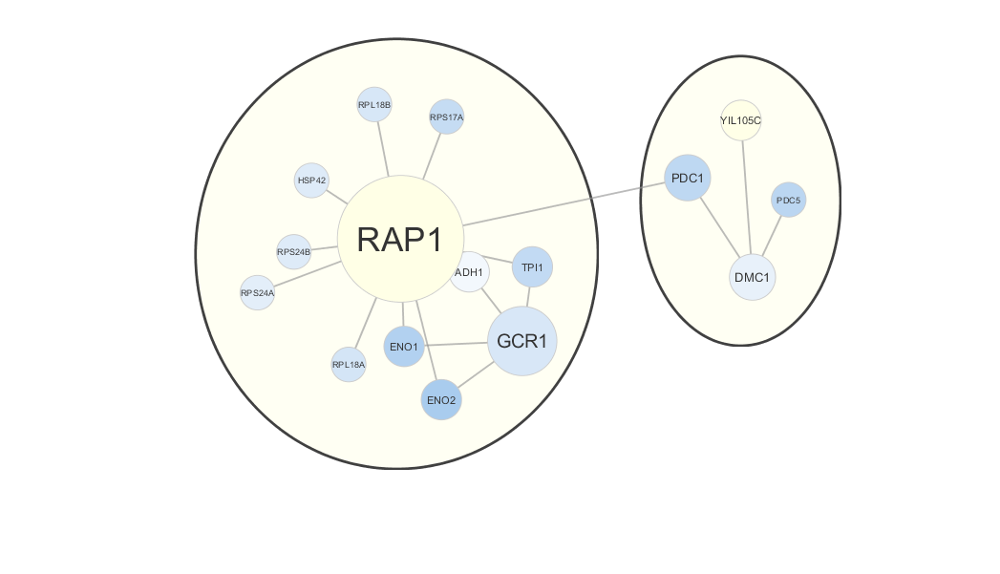 RPL18B
RPS17A
HSP42
RAP1
RPS24B
RPS24A
ADH1
TPI1
GCR1
ENO1
RPL18A
ENO2
YIL105C
PDC1
PDC5
DMC1